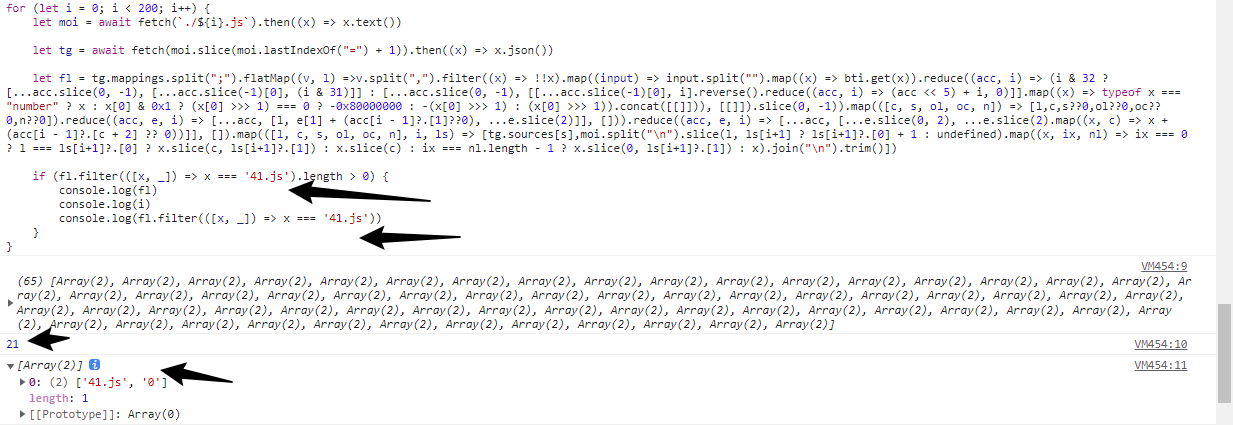 for (let i = 0; i < 200; i++) {
    let moi = await fetch(`./${i}.js`).then((x) => x.text())
    let tg = await fetch(moi.slice(moi.lastIndexOf("=") + 1)).then((x) => x.json())
    let fl = tg.mappings.split(";").flatMap((v, l) =>v.split(",").filter((x) => !!x).map((input) => input.split("").map((x) => bti.get(x)).reduce((acc, i) => (i & 32 ?
[...acc.slice(0, -1), [...acc.slice(-1)[0], (i & 31)]] : [...acc.slice(0, -1), [[...acc.slice(-1)[0], i].reverse().reduce((acc, i) => (acc << 5) + i, 0)]].map((x) => typeof x ===
"number" ? x : x[0] & 0x1 ? (x[0] >>> 1) === 0 ? -0x80000000 : -(x[0] >>> 1) : (x[0] >>> 1)).concat([[]])), [[]]).slice(0, -1)).map(([c, s, ol, oc, n]) => [l,c,s??0,ol??0,oc??
0,n??0]).reduce((acc, e, i) => [...acc, [l, e[1] + (acc[i - 1]?.[1]??0), ...e.slice(2)]], [])).reduce((acc, e, i) => [...acc, [...e.slice(0, 2), ...e.slice(2).map((x, c) => x +
(acc[i - 1]?.[c + 2] ?? 0))]], []).map(([l, c, s, ol, oc, n], i, ls) => [tg.sources[s],moi.split("\n").slice(l, ls[i+1] ? ls[i+1]?.[0] + 1 : undefined).map((x, ix, nl) => ix === 0
? l === ls[i+1]?.[0] ? x.slice(c, ls[i+1]?.[1]) : x.slice(c) : ix === nl.length - 1 ? x.slice(0, ls[i+1]?.[1]) : x).join("\n").trim()])
    if (fl.filter(([x, _]) => x === '41.js').length > 0) {
        console.log(fl)
        console.log(i)
        console.log(fl.filter(([x, _]) => x === '41.js'))
    }
}
VM454:9
(65) [Array(2), Array(2), Array(2), Array(2), Array(2), Array(2), Array(2), Array(2), Array(2), Array(2), Array(2), Array(2), Array(2), Array(2), Array(2), Array(2), Array(2), Ar
ray(2), Array(2), Array(2), Array(2), Array(2), Array(2), Array(2), Array(2), Array(2), Array(2), Array(2), Array(2), Array(2), Array(2), Array(2), Array(2), Array(2), Array(2),
Array(2), Array(2), Array(2), Array(2), Array(2), Array(2), Array(2), Array(2), Array(2), Array(2), Array(2), Array(2), Array(2), Array(2), Array(2), Array(2), Array(2), Array
(2), Array(2), Array(2), Array(2), Array(2), Array(2), Array(2), Array(2), Array(2), Array(2), Array(2), Array(2), Array(2)]
21 VM454:10
[Array(2)] i VM454:11
0: (2) ['41.js', '0']
length: 1
[[Prototype]]: Array(0)